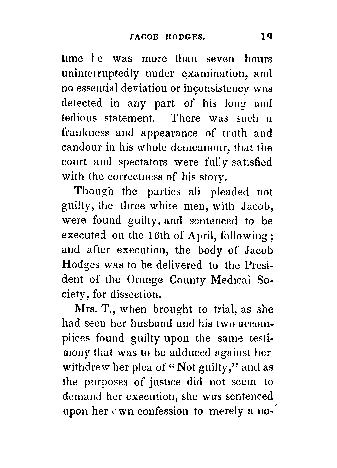 JACOB HODGES. 19
time he was more than seven hours
uninterruptedly under examination, and
no essential deviation or inconsistency was
detected in any part of his long and
tedious statement. There was such a
frankness and appearance of truth and
candour in his whole demeanour, that the
court and spectators were fully satisfied
with the correctness of his story.
Though the parties all pleaded not
guilty, the three white men, with Jacob,
were found guilty, and sentenced to be
executed on the 16th of April, following;
and after execution, the body of Jacob
Hodges was to be delivered to the Presi-
dent of the Orange County Medical So-
ciety, for dissection.
Mrs. T., when brought to trial, as she
had seen her husband and his two accom-
plices found guilty upon the same testi-
mony that was to be adduced against her
withdrew her plea of "Not guilty," and as
the purposes of justice did not seem to
demand her execution, she was sentenced
upon her own confession to merely a no-